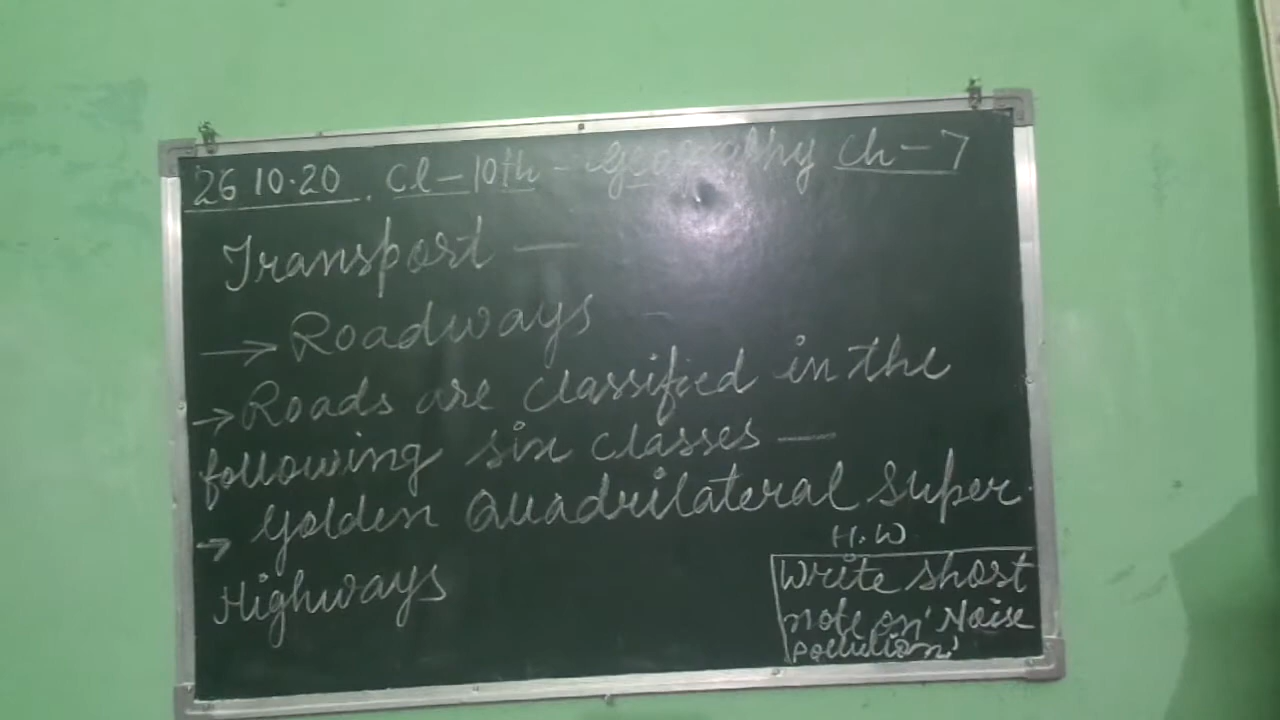 26 10.20. Cl-10th - Geography Ch-7
Transport —
→ Roadways -
→ Roads are classified in the
following six classes —
→ Golden Quadrilateral Super
Highways
H.W
Write short
note on 'Noise
pollution'